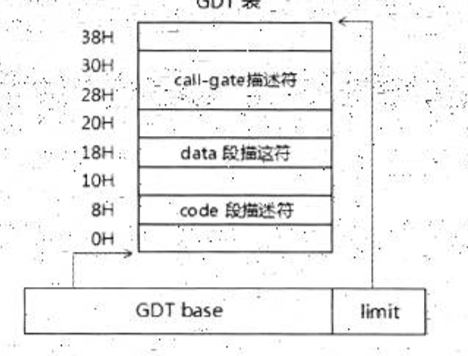 GDT 表
38H
30H
call-gate描述符
28H
20H
18H
data 段描述符
10H
8H
code 段描述符
0H
GDT base
limit